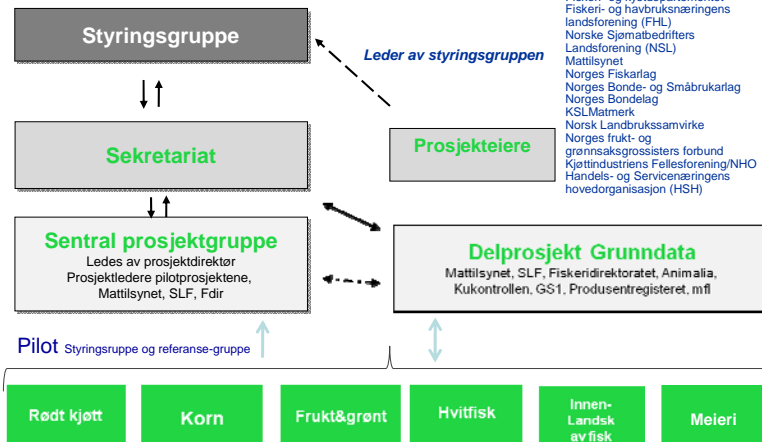 Fiskeri- og kystdepartementet
Fiskeri- og havbruksnæringens
landsforening (FHL)
Norske Sjømatbedrifters
Landsforening (NSL)
Mattilsynet
Norges Fiskarlag
Norges Bonde- og Småbrukarlag
Norges Bondelag
KSLMatmerk
Norsk Landbrukssamvirke
Norges frukt- og
grønnsaksgrossisters forbund
Kjøttindustriens Fellesforening/NHO
Handels- og Servicenæringens
hovedorganisasjon (HSH)
Styringsgruppe
Leder av styringsgruppen
Sekretariat
Prosjekteiere
Sentral prosjektgruppe
Ledes av prosjektdirektør
Prosjektledere pilotprosjektene,
Mattilsynet, SLF, Fdir
Delprosjekt Grunndata
Mattilsynet, SLF, Fiskeridirektoratet, Animalia,
Kukontrollen, GS1, Produsentregisteret, mfl
Pilot Styringsruppe og referanse-gruppe
Rødt kjøtt
Korn
Frukt&grønt
Hvitfisk
Innen-
Landsk
av fisk
Meieri